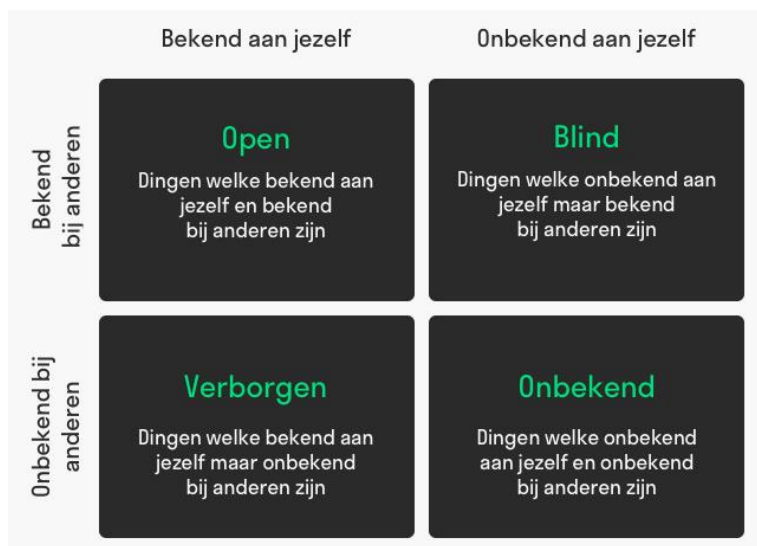 Bekend aan jezelf
Onbekend aan jezelf
Bekend
bij anderen
Open
Dingen welke bekend aan
jezelf en bekend
bij anderen zijn
Blind
Dingen welke onbekend aan
jezelf maar bekend
bij anderen zijn
Onbekend bij
anderen
Verborgen
Dingen welke bekend aan
jezelf maar onbekend
bij anderen zijn
Onbekend
Dingen welke onbekend
aan jezelf en onbekend
bij anderen zijn